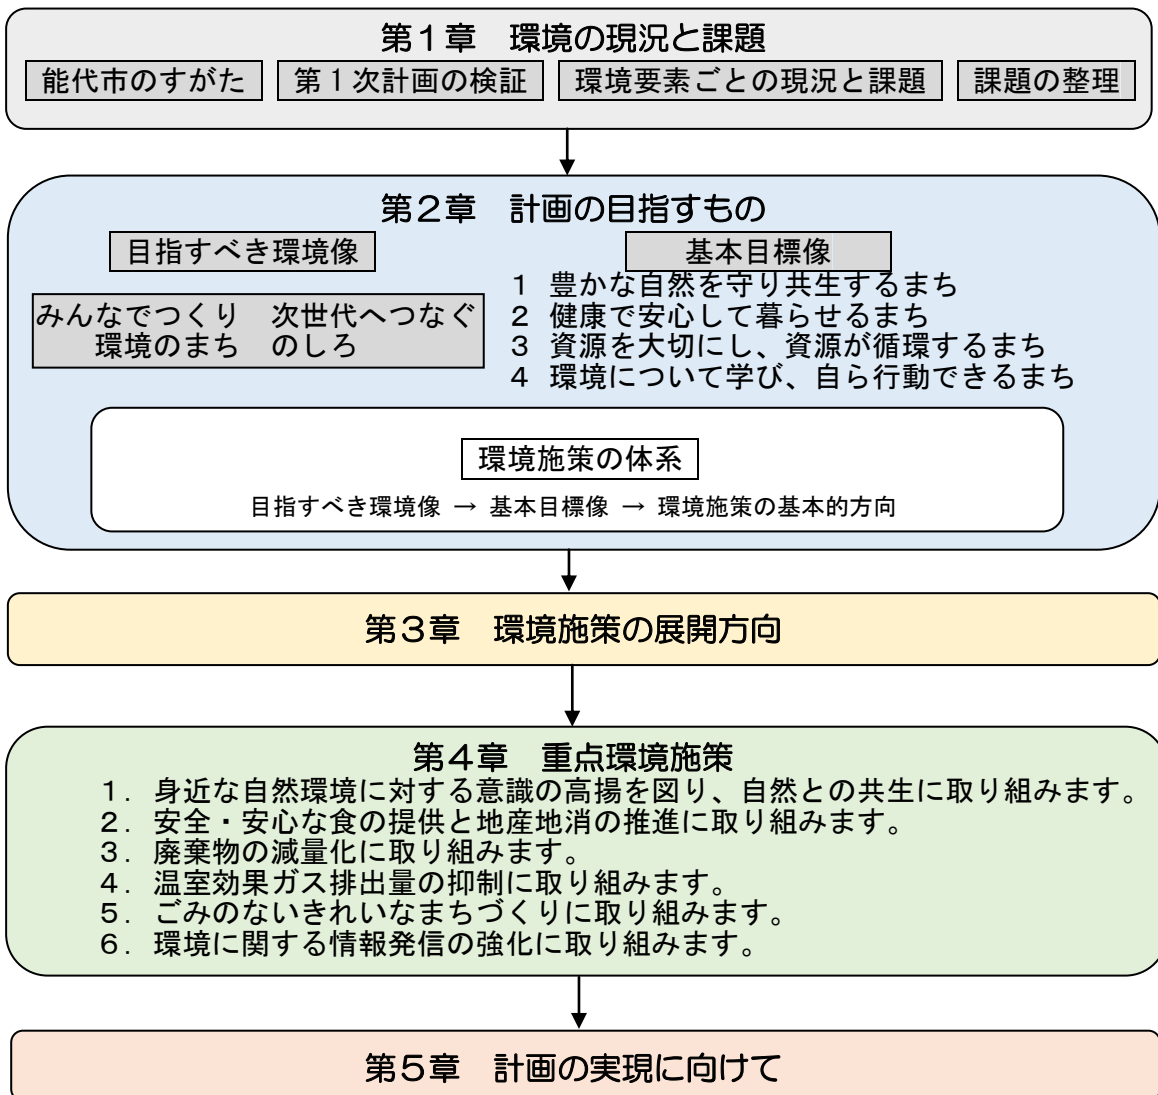 第１章　環境の現況と課題
能代市のすがた　第１次計画の検証　環境要素ごとの現況と課題　課題の整理
第２章　計画の目指すもの
目指すべき環境像
みんなでつくり　次世代へつなぐ
環境のまち　のしろ
基本目標像
１ 豊かな自然を守り共生するまち
２ 健康で安心して暮らせるまち
３ 資源を大切にし、資源が循環するまち
４ 環境について学び、自ら行動できるまち
環境施策の体系
目指すべき環境像 → 基本目標像 → 環境施策の基本的方向
第３章　環境施策の展開方向
第４章　重点環境施策
１．身近な自然環境に対する意識の高揚を図り、自然との共生に取り組みます。
２．安全・安心な食の提供と地産地消の推進に取り組みます。
３．廃棄物の減量化に取り組みます。
４．温室効果ガス排出量の抑制に取り組みます。
５．ごみのないきれいなまちづくりに取り組みます。
６．環境に関する情報発信の強化に取り組みます。
第５章　計画の実現に向けて